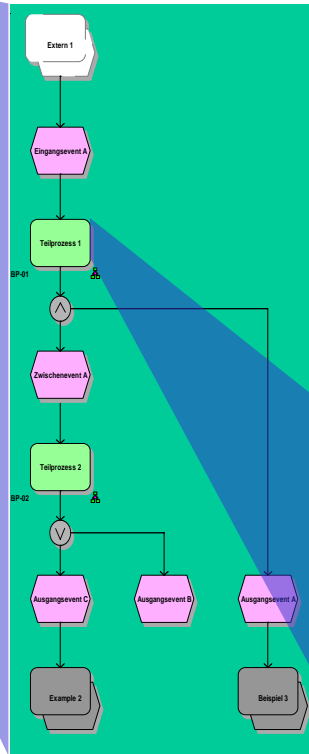 Extern 1
Eingangsevent A
Teilprozess 1
BP-01
Zwischenevent A
Teilprozess 2
BP-02
Ausgangsevent C
Ausgangsevent B
Ausgangsevent A
Example 2
Beispiel 3